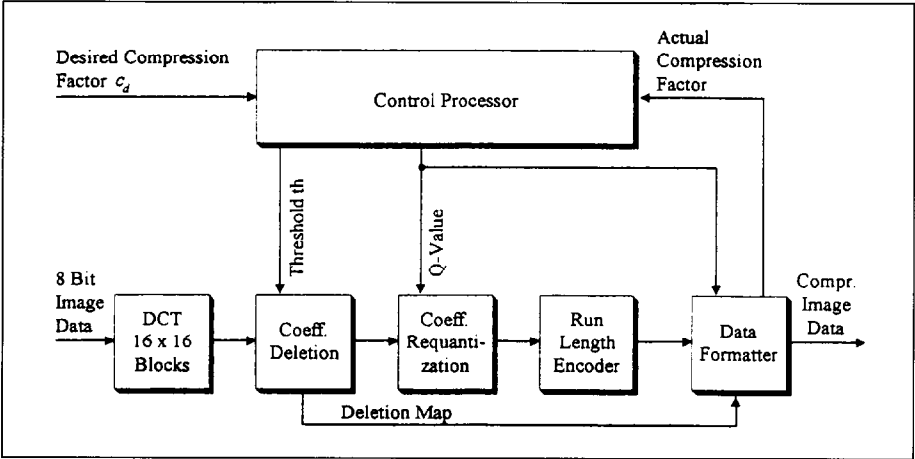 Desired Compression
Factor c_d
Control Processor
Actual
Compression
Factor
Threshold th
Q-Value
8 Bit
Image
Data
DCT
16 x 16
Blocks
Coeff.
Deletion
Coeff.
Requanti-
zation
Run
Length
Encoder
Data
Formatter
Compr.
Image
Data
Deletion Map